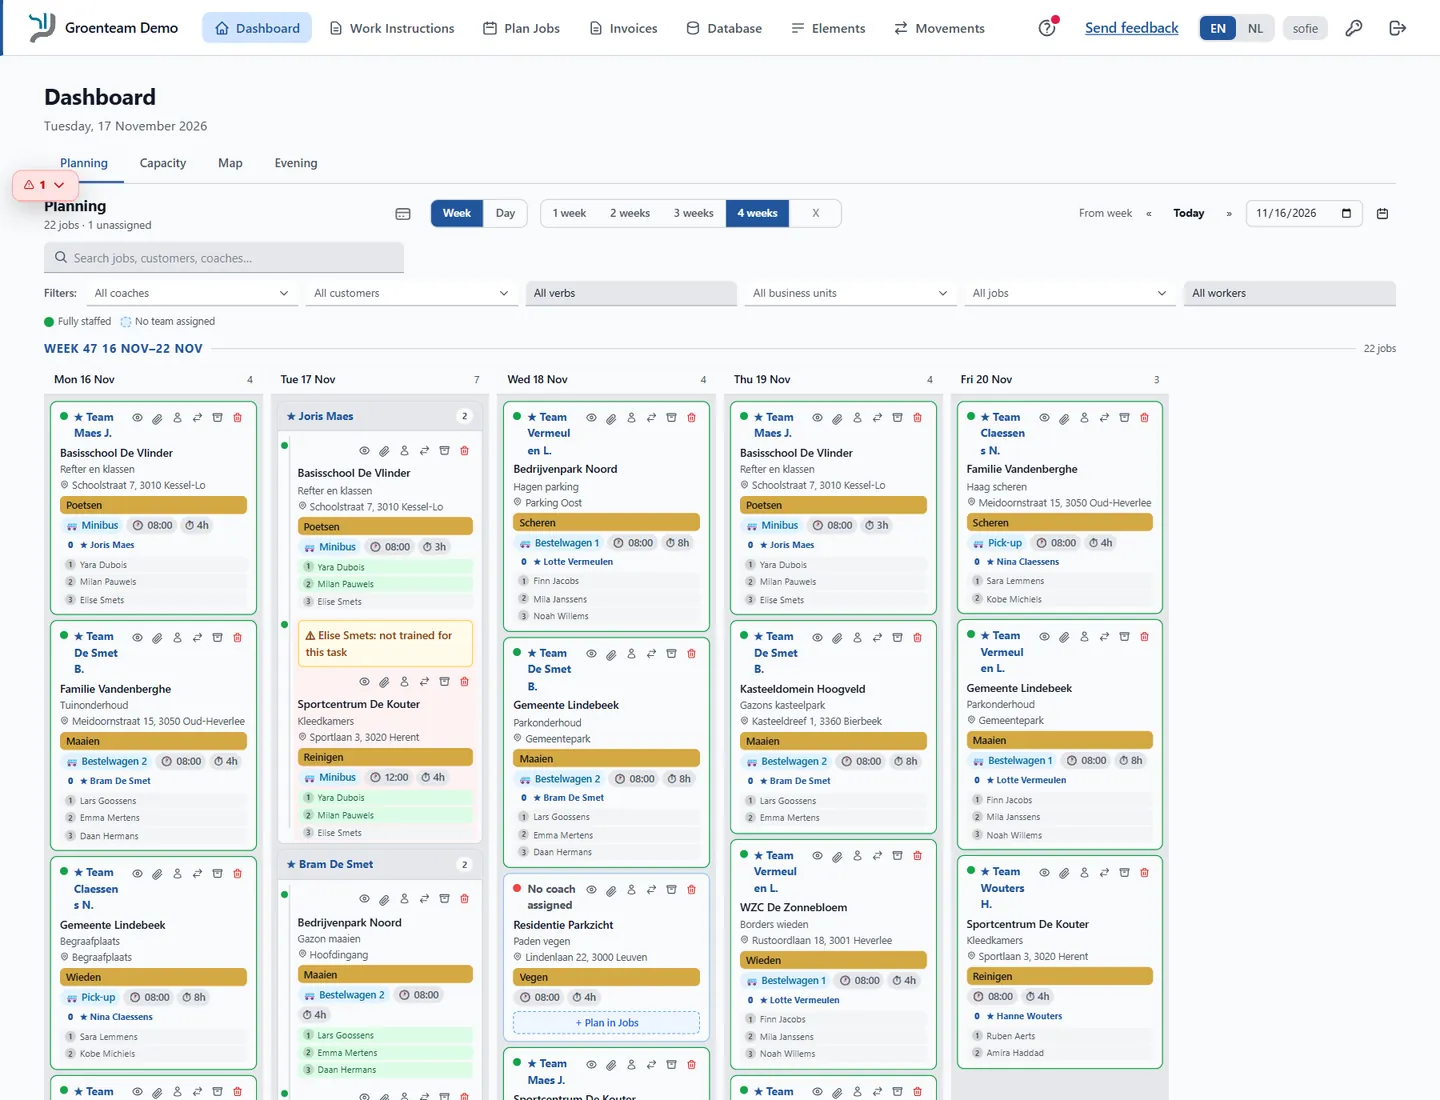 Groenteam Demo
Dashboard
Work Instructions
Plan Jobs
Invoices
Database
Elements
Movements
Send feedback
EN
NL
sofie
Dashboard
Tuesday, 17 November 2026
Planning
Capacity
Map
Evening
1
Planning
22 jobs · 1 unassigned
Week
Day
1 week
2 weeks
3 weeks
4 weeks
X
From week
«
Today
»
11/16/2026
Search jobs, customers, coaches...
Filters:
All coaches
All customers
All verbs
All business units
All jobs
All workers
Fully staffed
No team assigned
WEEK 47 16 NOV–22 NOV
22 jobs
Mon 16 Nov
4
★ Team
Maes J.
Basisschool De Vlinder
Refter en klassen
Schoolstraat 7, 3010 Kessel-Lo
Poetsen
Minibus
08:00
4h
0 ★ Joris Maes
1 Yara Dubois
2 Milan Pauwels
3 Elise Smets
★ Team
De Smet
B.
Familie Vandenberghe
Tuinonderhoud
Meidoornstraat 15, 3050 Oud-Heverlee
Maaien
Bestelwagen 2
08:00
4h
0 ★ Bram De Smet
1 Lars Goossens
2 Emma Mertens
3 Daan Hermans
★ Team
Claessen
s N.
Gemeente Lindebeek
Begraafplaats
Begraafplaats
Wieden
Pick-up
08:00
8h
0 ★ Nina Claessens
1 Sara Lemmens
2 Kobe Michiels
★ Team
Tue 17 Nov
7
★ Joris Maes
2
Basisschool De Vlinder
Refter en klassen
Schoolstraat 7, 3010 Kessel-Lo
Poetsen
Minibus
08:00
3h
1 Yara Dubois
2 Milan Pauwels
3 Elise Smets
Elise Smets: not trained for
this task
Sportcentrum De Kouter
Kleedkamers
Sportlaan 3, 3020 Herent
Reinigen
Minibus
12:00
4h
1 Yara Dubois
2 Milan Pauwels
3 Elise Smets
★ Bram De Smet
2
Bedrijvenpark Noord
Gazon maaien
Hoofdingang
Maaien
Bestelwagen 2
08:00
4h
1 Lars Goossens
2 Emma Mertens
3 Daan Hermans
Wed 18 Nov
4
★ Team
Vermeul
en L.
Bedrijvenpark Noord
Hagen parking
Parking Oost
Scheren
Bestelwagen 1
08:00
8h
0 ★ Lotte Vermeulen
1 Finn Jacobs
2 Mila Janssens
3 Noah Willems
★ Team
De Smet
B.
Gemeente Lindebeek
Parkonderhoud
Gemeentepark
Maaien
Bestelwagen 2
08:00
8h
0 ★ Bram De Smet
1 Lars Goossens
2 Emma Mertens
3 Daan Hermans
No coach
assigned
Residentie Parkzicht
Paden vegen
Lindenlaan 22, 3000 Leuven
Vegen
08:00
4h
+ Plan in Jobs
★ Team
Maes J.
Sportcentrum De Kouter
Thu 19 Nov
4
★ Team
Maes J.
Basisschool De Vlinder
Refter en klassen
Schoolstraat 7, 3010 Kessel-Lo
Poetsen
Minibus
08:00
3h
0 ★ Joris Maes
1 Yara Dubois
2 Milan Pauwels
3 Elise Smets
★ Team
De Smet
B.
Kasteeldomein Hoogveld
Gazons kasteelpark
Kasteeldreef 1, 3360 Bierbeek
Maaien
Bestelwagen 2
08:00
8h
0 ★ Bram De Smet
1 Lars Goossens
2 Emma Mertens
★ Team
Vermeul
en L.
WZC De Zonnebloem
Borders wieden
Rustoordlaan 18, 3001 Heverlee
Wieden
Bestelwagen 1
08:00
4h
0 ★ Lotte Vermeulen
1 Finn Jacobs
2 Mila Janssens
3 Noah Willems
★ Team
Fri 20 Nov
3
★ Team
Claessen
s N.
Familie Vandenberghe
Haag scheren
Meidoornstraat 15, 3050 Oud-Heverlee
Scheren
Pick-up
08:00
4h
0 ★ Nina Claessens
1 Sara Lemmens
2 Kobe Michiels
★ Team
Vermeul
en L.
Gemeente Lindebeek
Parkonderhoud
Gemeentepark
Maaien
Bestelwagen 1
08:00
8h
0 ★ Lotte Vermeulen
1 Finn Jacobs
2 Mila Janssens
3 Noah Willems
★ Team
Wouters
H.
Sportcentrum De Kouter
Kleedkamers
Sportlaan 3, 3020 Herent
Reinigen
08:00
4h
0 ★ Hanne Wouters
1 Ruben Aerts
2 Amira Haddad